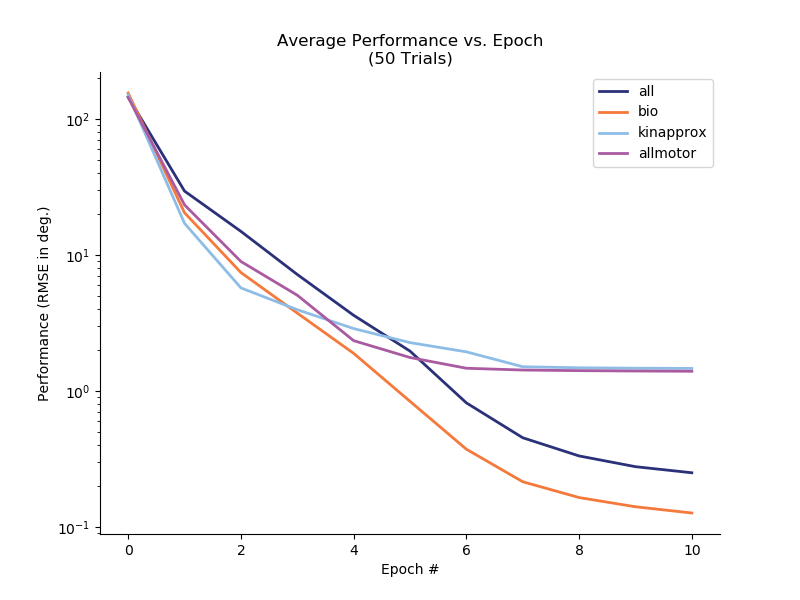 Average Performance vs. Epoch
(50 Trials)
all
bio
kinapprox
allmotor
Performance (RMSE in deg.)
10²
10¹
10⁰
10⁻¹
0 2 4 6 8 10
Epoch #